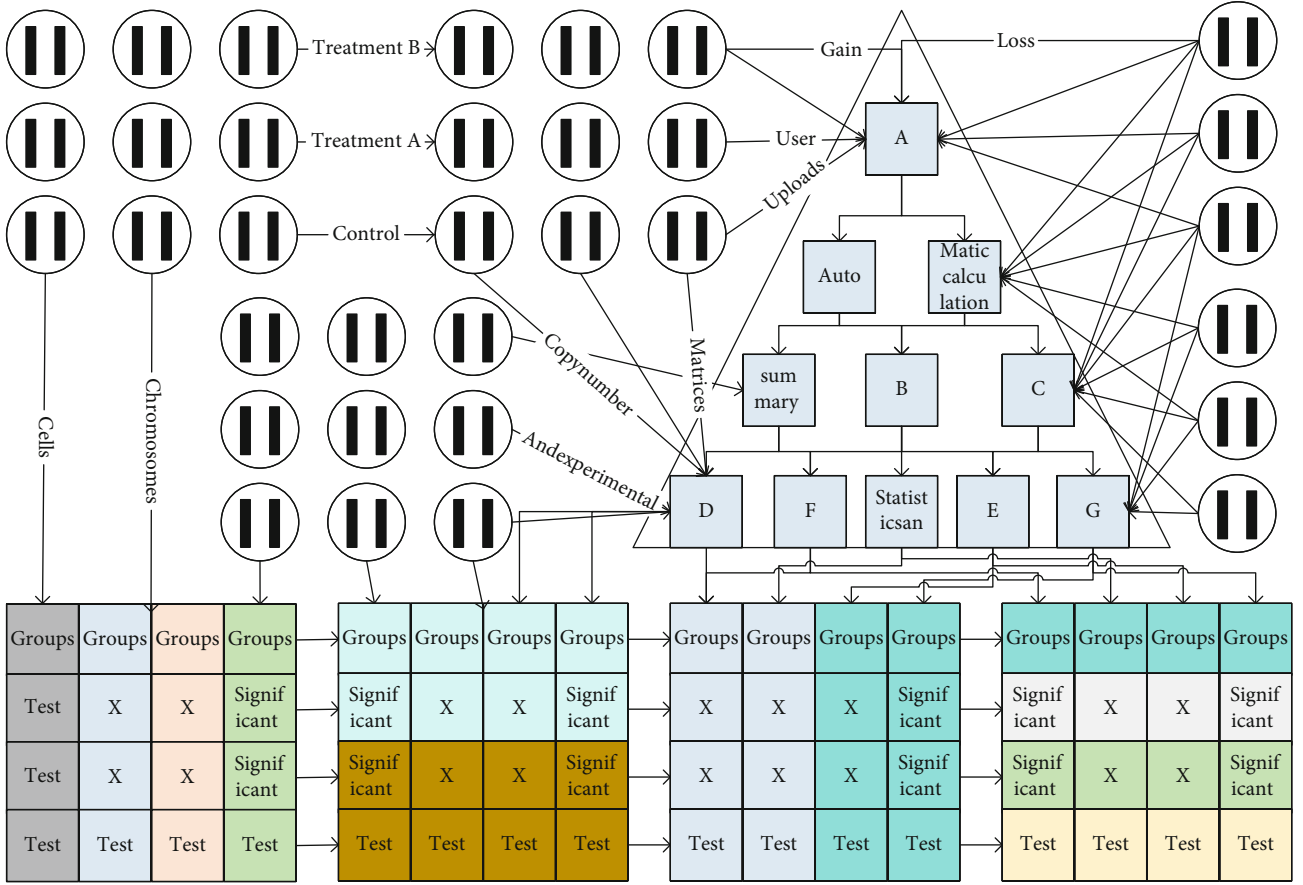 Treatment B
Gain
Loss
Treatment A
User
A
Uploads
Control
Auto
Matic
calcu
lation
Copynumber
Matrices
sum
mary
B
C
Cells
Chromosomes
Andexperimental
D
F
Statist
icsan
E
G
Groups Groups Groups Groups
Groups Groups Groups Groups
Groups Groups Groups Groups
Groups Groups Groups Groups
Test X X Signif
icant
Signif
icant X X Signif
icant
X X X Signif
icant
Signif
icant X X Signif
icant
Test X X Signif
icant
Signif
icant X X Signif
icant
X X X Signif
icant
Signif
icant X X Signif
icant
Test Test Test Test
Test Test Test Test
Test Test Test Test
Test Test Test Test